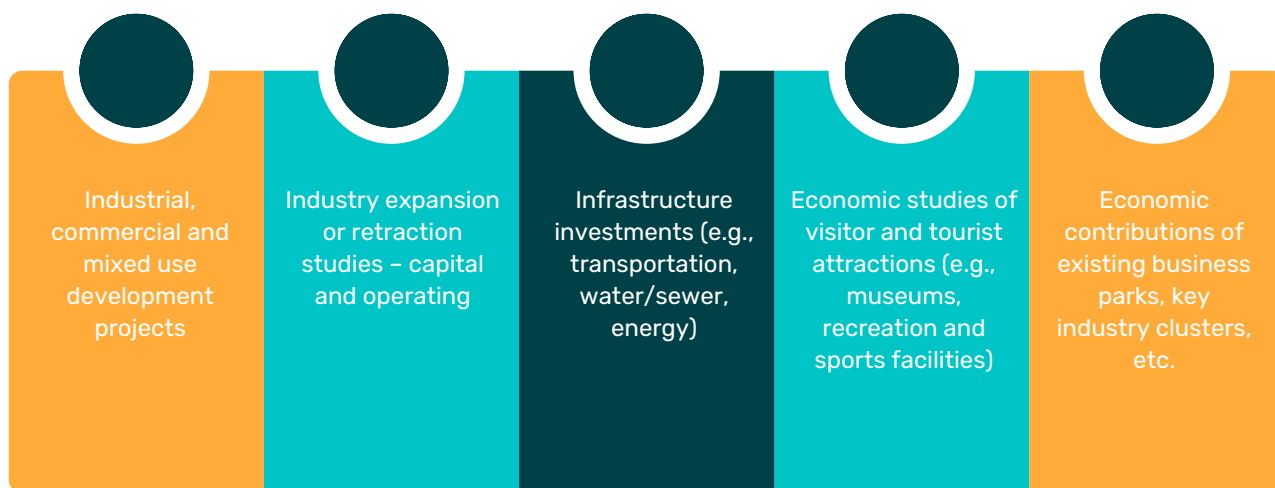 Industrial,
commercial and
mixed use
development
projects
Industry expansion
or retraction
studies – capital
and operating
Infrastructure
investments (e.g.,
transportation,
water/sewer,
energy)
Economic studies of
visitor and tourist
attractions (e.g.,
museums,
recreation and
sports facilities)
Economic
contributions of
existing business
parks, key
industry clusters,
etc.